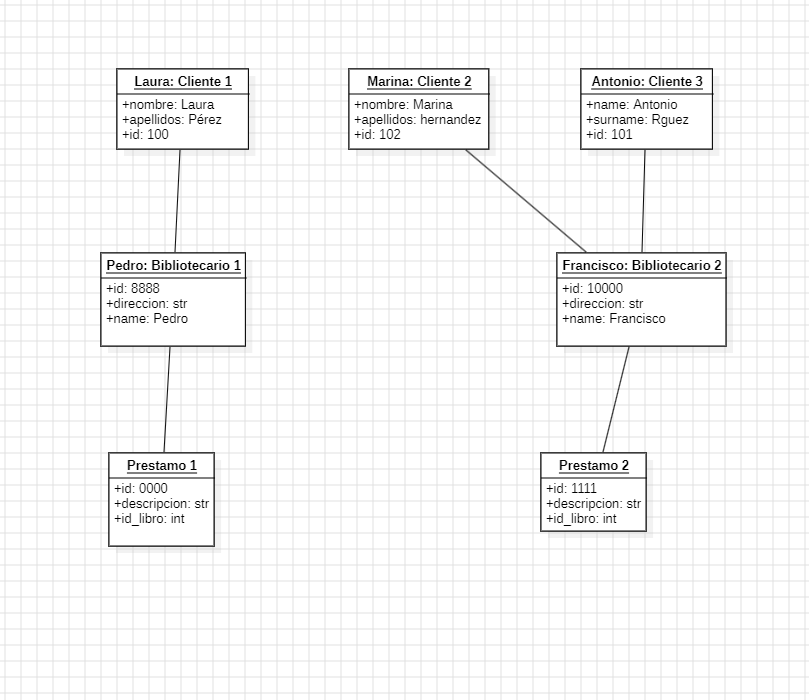 Laura: Cliente 1
+nombre: Laura
+apellidos: Pérez
+id: 100
Marina: Cliente 2
+nombre: Marina
+apellidos: hernandez
+id: 102
Antonio: Cliente 3
+name: Antonio
+surname: Rguez
+id: 101
Pedro: Bibliotecario 1
+id: 8888
+direccion: str
+name: Pedro
Francisco: Bibliotecario 2
+id: 10000
+direccion: str
+name: Francisco
Prestamo 1
+id: 0000
+descripcion: str
+id_libro: int
Prestamo 2
+id: 1111
+descripcion: str
+id_libro: int